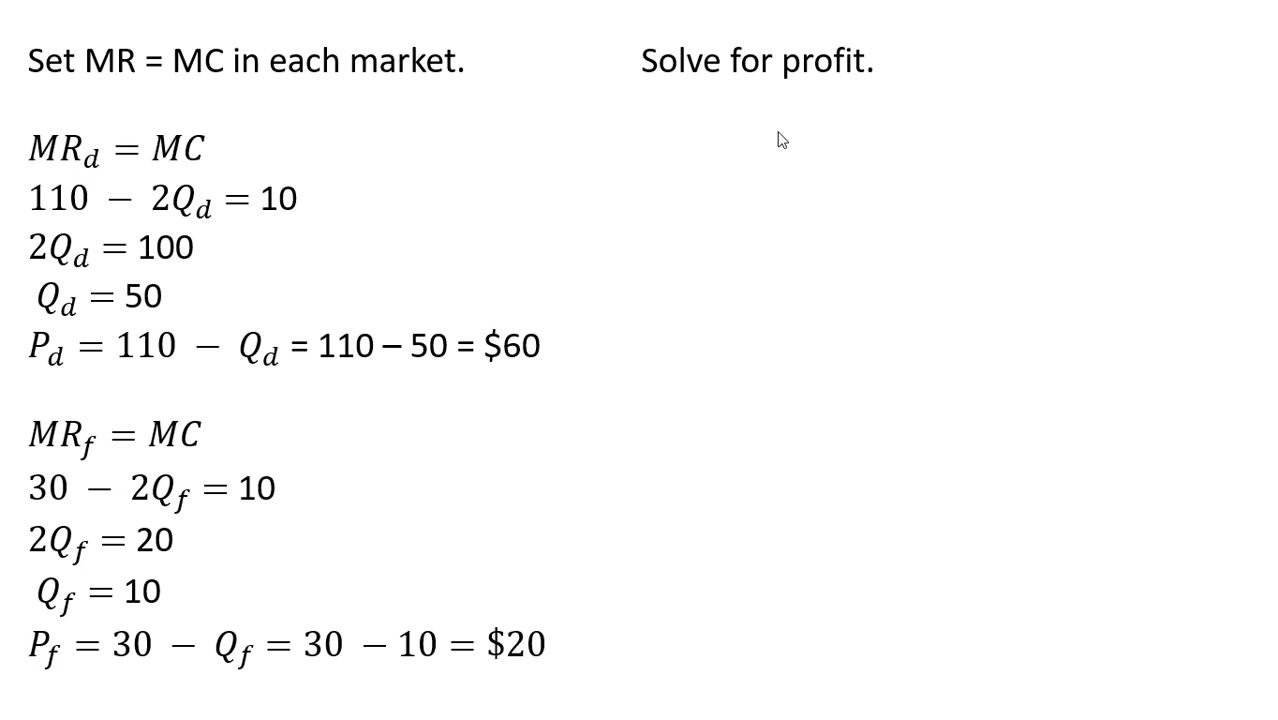 Set MR = MC in each market.
Solve for profit.
MR_d = MC
110 − 2Q_d = 10
2Q_d = 100
Q_d = 50
P_d = 110 − Q_d = 110 – 50 = $60
MR_f = MC
30 − 2Q_f = 10
2Q_f = 20
Q_f = 10
P_f = 30 − Q_f = 30 − 10 = $20